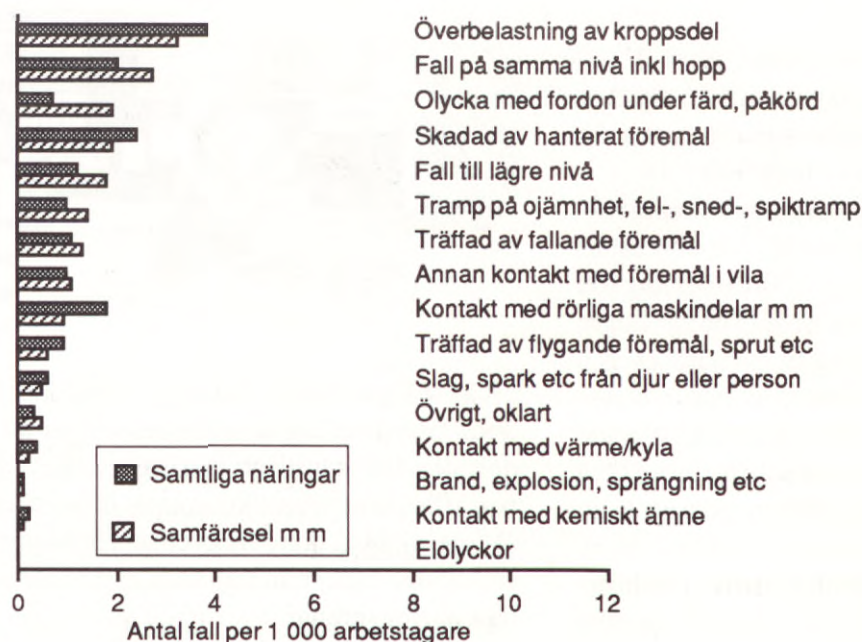 Överbelastning av kroppsdel
Fall på samma nivå inkl hopp
Olycka med fordon under färd, påkörd
Skadad av hanterat föremål
Fall till lägre nivå
Tramp på ojämnhet, fel-, sned-, spiktramp
Träffad av fallande föremål
Annan kontakt med föremål i vila
Kontakt med rörliga maskindelar m m
Träffad av flygande föremål, sprut etc
Slag, spark etc från djur eller person
Övrigt, oklart
Kontakt med värme/kyla
Brand, explosion, sprängning etc
Kontakt med kemiskt ämne
Elolyckor
Samtliga näringar
Samfärdsel m m
0 2 4 6 8 10 12
Antal fall per 1 000 arbetstagare